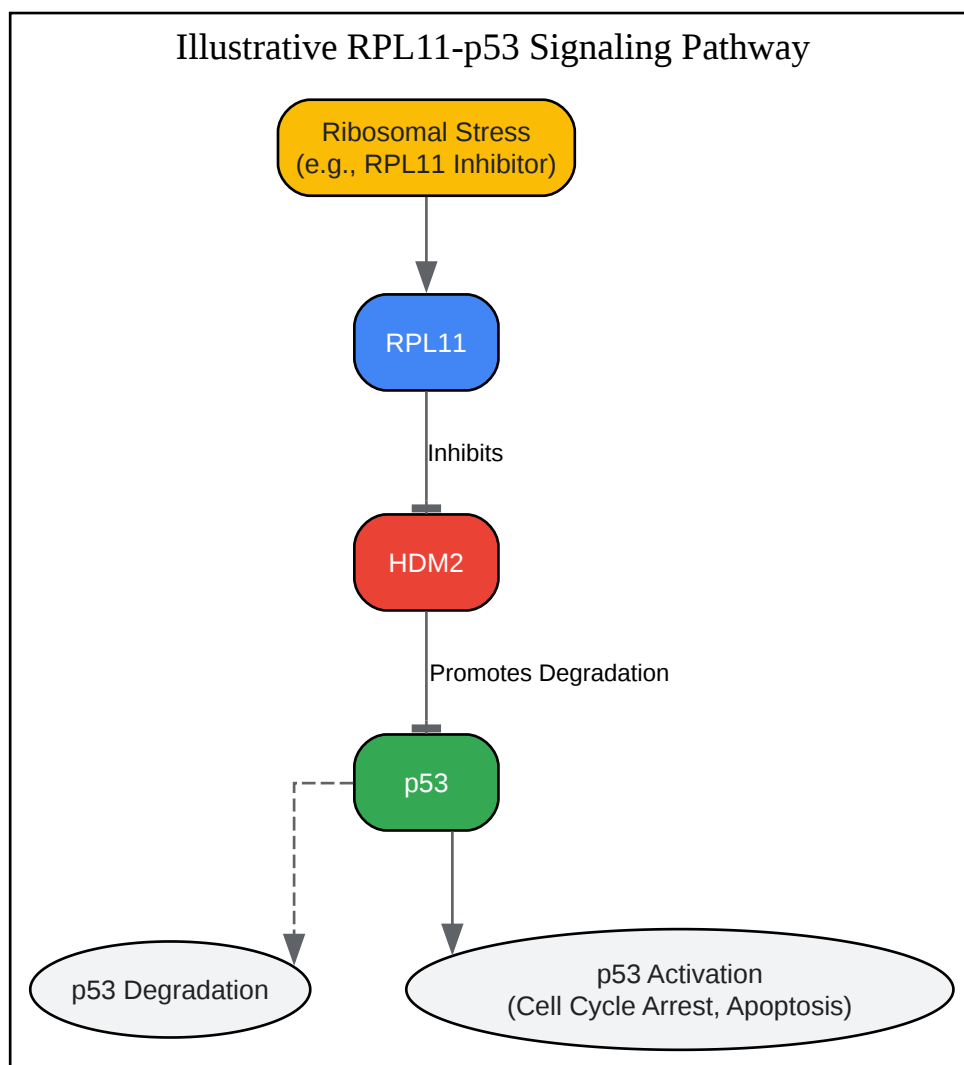 Illustrative RPL11-p53 Signaling Pathway
Ribosomal Stress
(e.g., RPL11 Inhibitor)
RPL11
Inhibits
HDM2
Promotes Degradation
p53
p53 Degradation
p53 Activation
(Cell Cycle Arrest, Apoptosis)